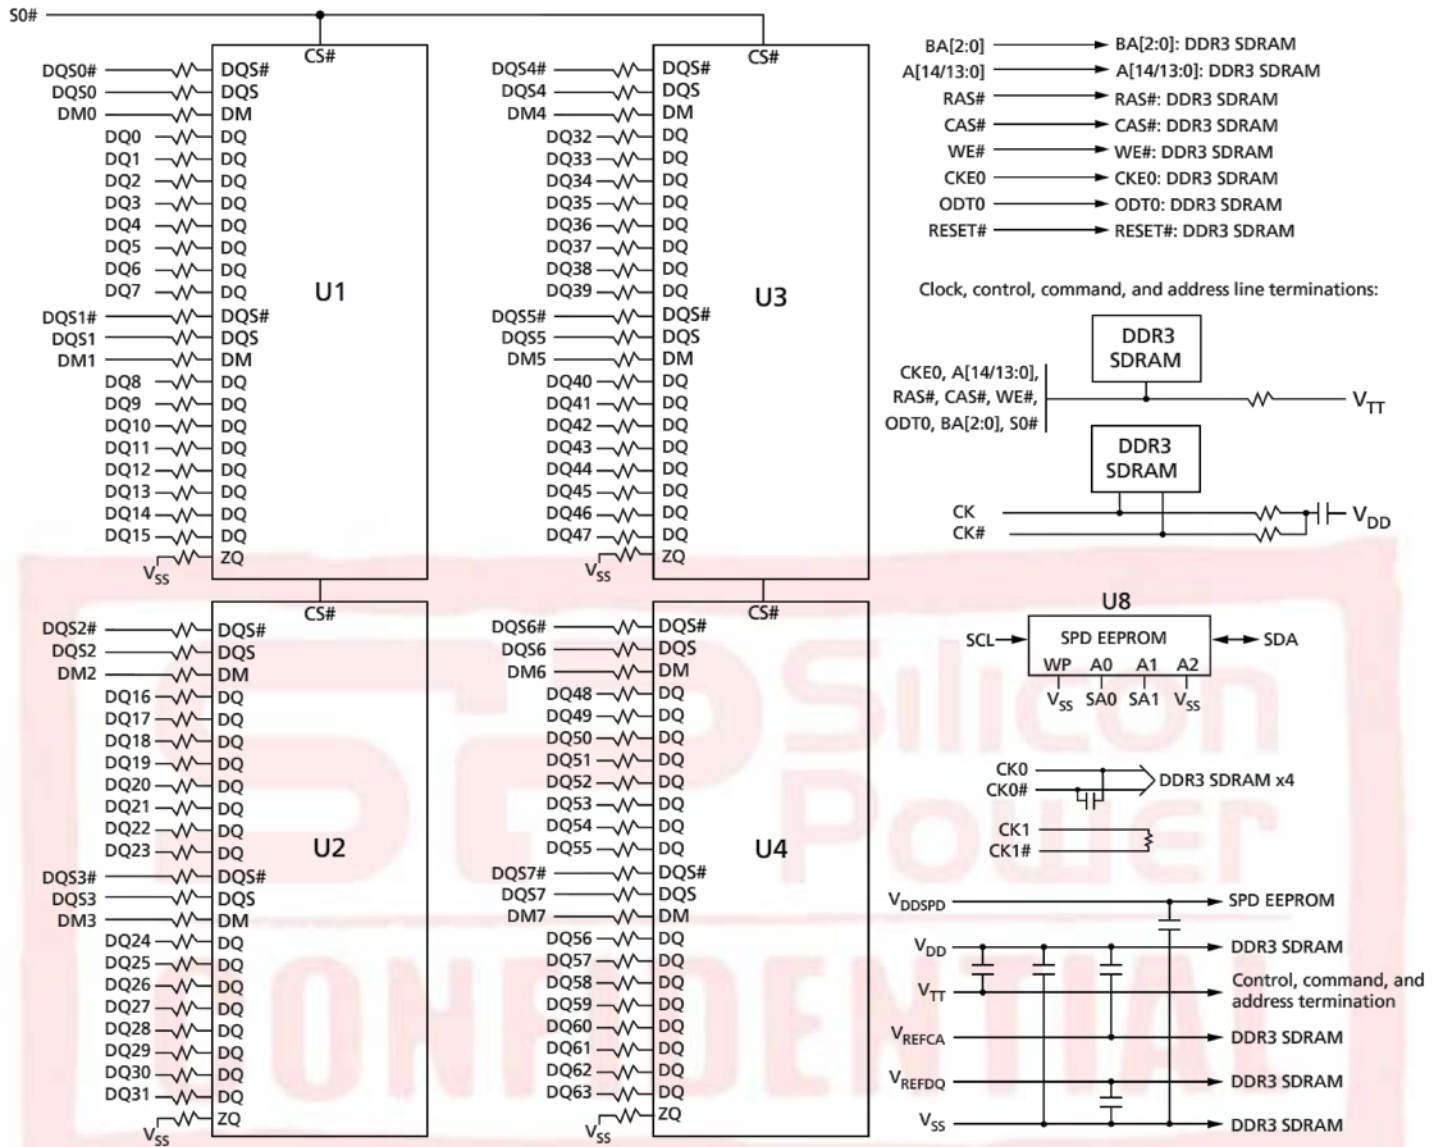 S0#
CS#
DQS0# DQS#
DQS0 DQS
DM0 DM
DQ0 DQ
DQ1 DQ
DQ2 DQ
DQ3 DQ
DQ4 DQ
DQ5 DQ
DQ6 DQ
DQ7 DQ
U1
DQS1# DQS#
DQS1 DQS
DM1 DM
DQ8 DQ
DQ9 DQ
DQ10 DQ
DQ11 DQ
DQ12 DQ
DQ13 DQ
DQ14 DQ
DQ15 DQ
VSS ZQ
CS#
DQS2# DQS#
DQS2 DQS
DM2 DM
DQ16 DQ
DQ17 DQ
DQ18 DQ
DQ19 DQ
DQ20 DQ
DQ21 DQ
DQ22 DQ
DQ23 DQ
U2
DQS3# DQS#
DQS3 DQS
DM3 DM
DQ24 DQ
DQ25 DQ
DQ26 DQ
DQ27 DQ
DQ28 DQ
DQ29 DQ
DQ30 DQ
DQ31 DQ
VSS ZQ
CS#
DQS4# DQS#
DQS4 DQS
DM4 DM
DQ32 DQ
DQ33 DQ
DQ34 DQ
DQ35 DQ
DQ36 DQ
DQ37 DQ
DQ38 DQ
DQ39 DQ
U3
DQS5# DQS#
DQS5 DQS
DM5 DM
DQ40 DQ
DQ41 DQ
DQ42 DQ
DQ43 DQ
DQ44 DQ
DQ45 DQ
DQ46 DQ
DQ47 DQ
VSS ZQ
CS#
DQS6# DQS#
DQS6 DQS
DM6 DM
DQ48 DQ
DQ49 DQ
DQ50 DQ
DQ51 DQ
DQ52 DQ
DQ53 DQ
DQ54 DQ
DQ55 DQ
U4
DQS7# DQS#
DQS7 DQS
DM7 DM
DQ56 DQ
DQ57 DQ
DQ58 DQ
DQ59 DQ
DQ60 DQ
DQ61 DQ
DQ62 DQ
DQ63 DQ
VSS ZQ
BA[2:0] BA[2:0]: DDR3 SDRAM
A[14/13:0] A[14/13:0]: DDR3 SDRAM
RAS# RAS#: DDR3 SDRAM
CAS# CAS#: DDR3 SDRAM
WE# WE#: DDR3 SDRAM
CKE0 CKE0: DDR3 SDRAM
ODT0 ODT0: DDR3 SDRAM
RESET# RESET#: DDR3 SDRAM
Clock, control, command, and address line terminations:
DDR3
SDRAM
CKE0, A[14/13:0],
RAS#, CAS#, WE#,
ODT0, BA[2:0], S0#
VTT
DDR3
SDRAM
CK
CK#
VDD
U8
SCL SPD EEPROM SDA
WP A0 A1 A2
VSS SA0 SA1 VSS
CK0
CK0#
DDR3 SDRAM x4
CK1
CK1#
VDDSPD SPD EEPROM
VDD DDR3 SDRAM
VTT Control, command, and
address termination
VREFCA DDR3 SDRAM
VREFDQ DDR3 SDRAM
VSS DDR3 SDRAM
SP Silicon
Power
CONFIDENTIAL